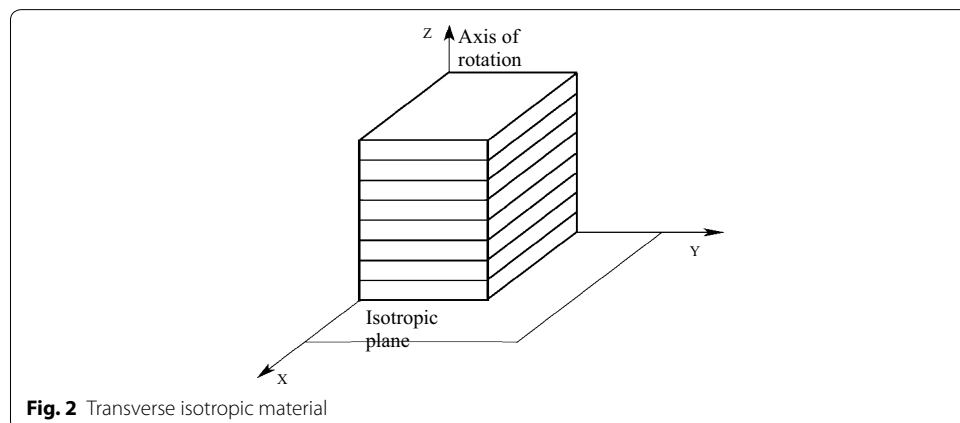 Z
Axis of
rotation
Y
Isotropic
plane
X
Fig. 2 Transverse isotropic material